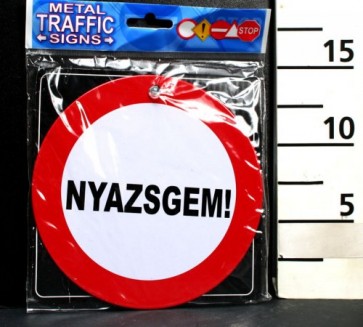 METAL
TRAFFIC
SIGNS
STOP
NYAZSGEM!
15
10
5